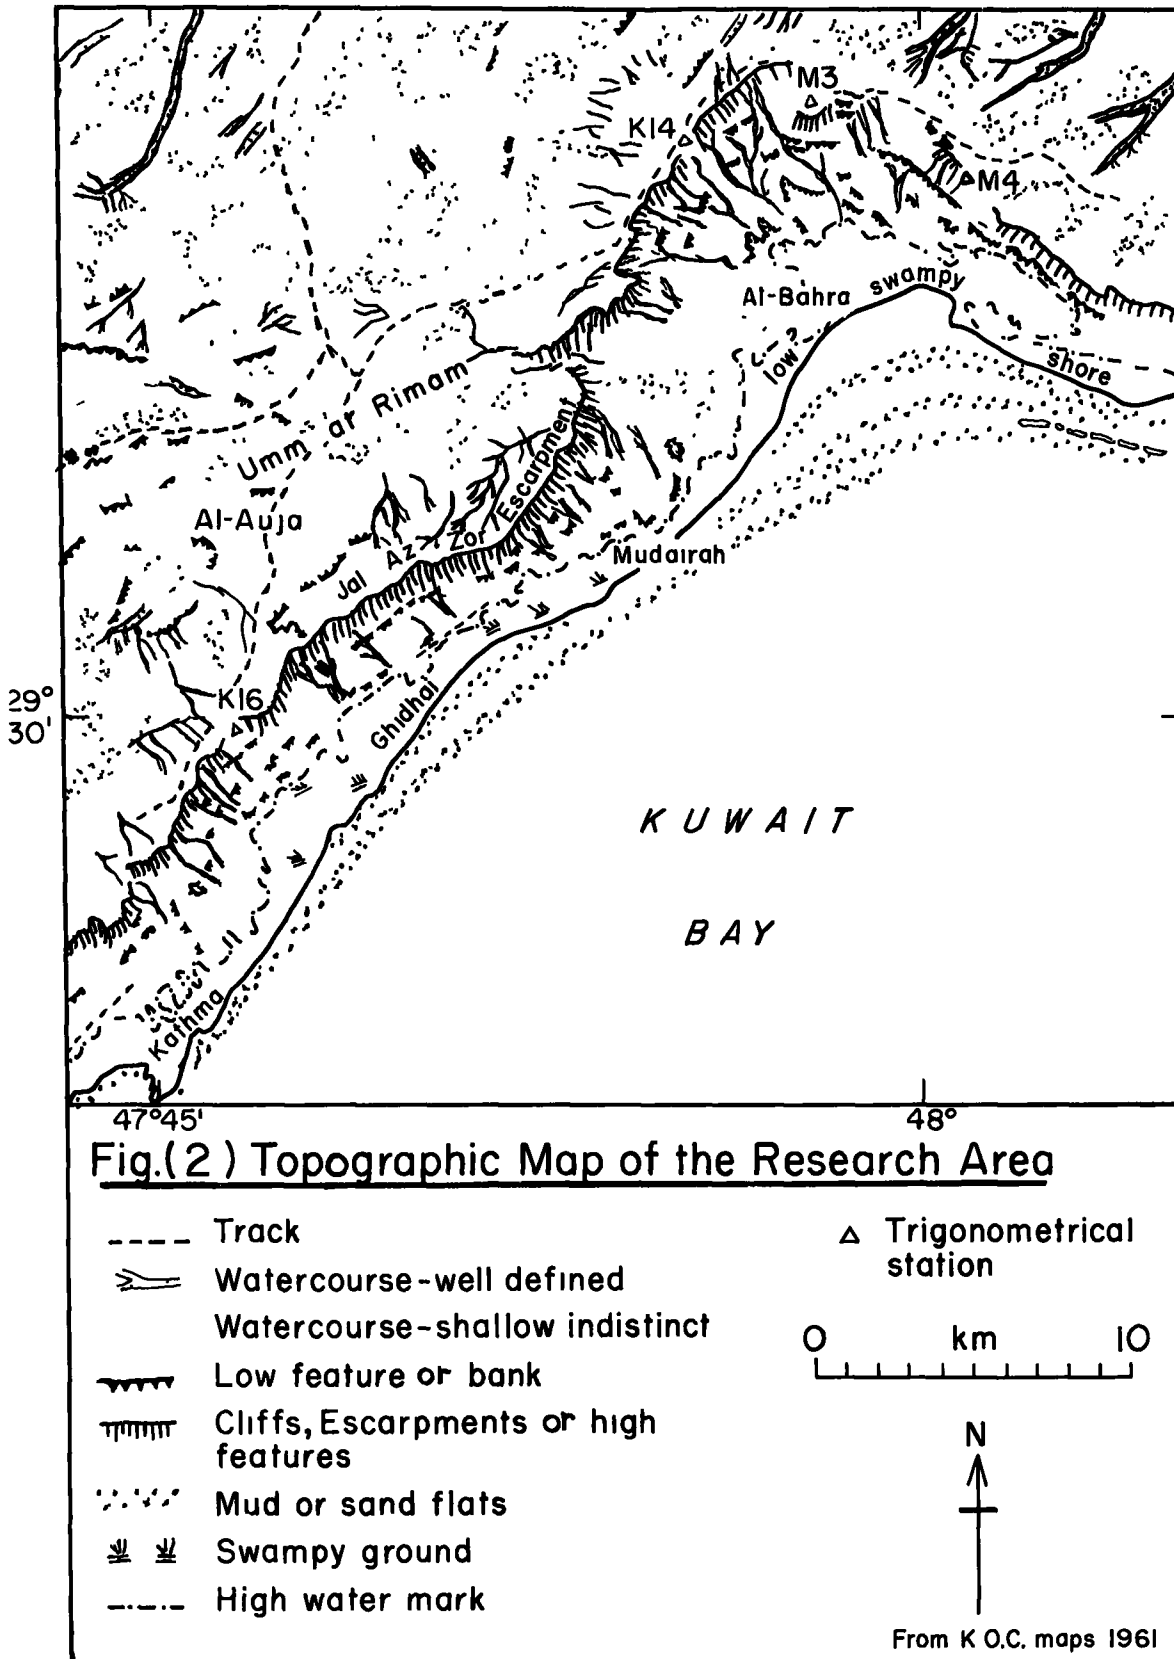 M3
K14
M4
Al-Bahra
swampy
low
shore
Umm ar Rimam
Escarpment
Al-Auja
Jal Az Zor
Mudairah
K16
29°
30'
Ghidhai
KUWAIT
BAY
Kathma
47°45'
48°
Fig.(2) Topographic Map of the Research Area
Track
Watercourse-well defined
Watercourse-shallow indistinct
Low feature or bank
Cliffs, Escarpments or high
features
Mud or sand flats
Swampy ground
High water mark
Trigonometrical
station
0 km 10
N
From K O.C. maps 1961